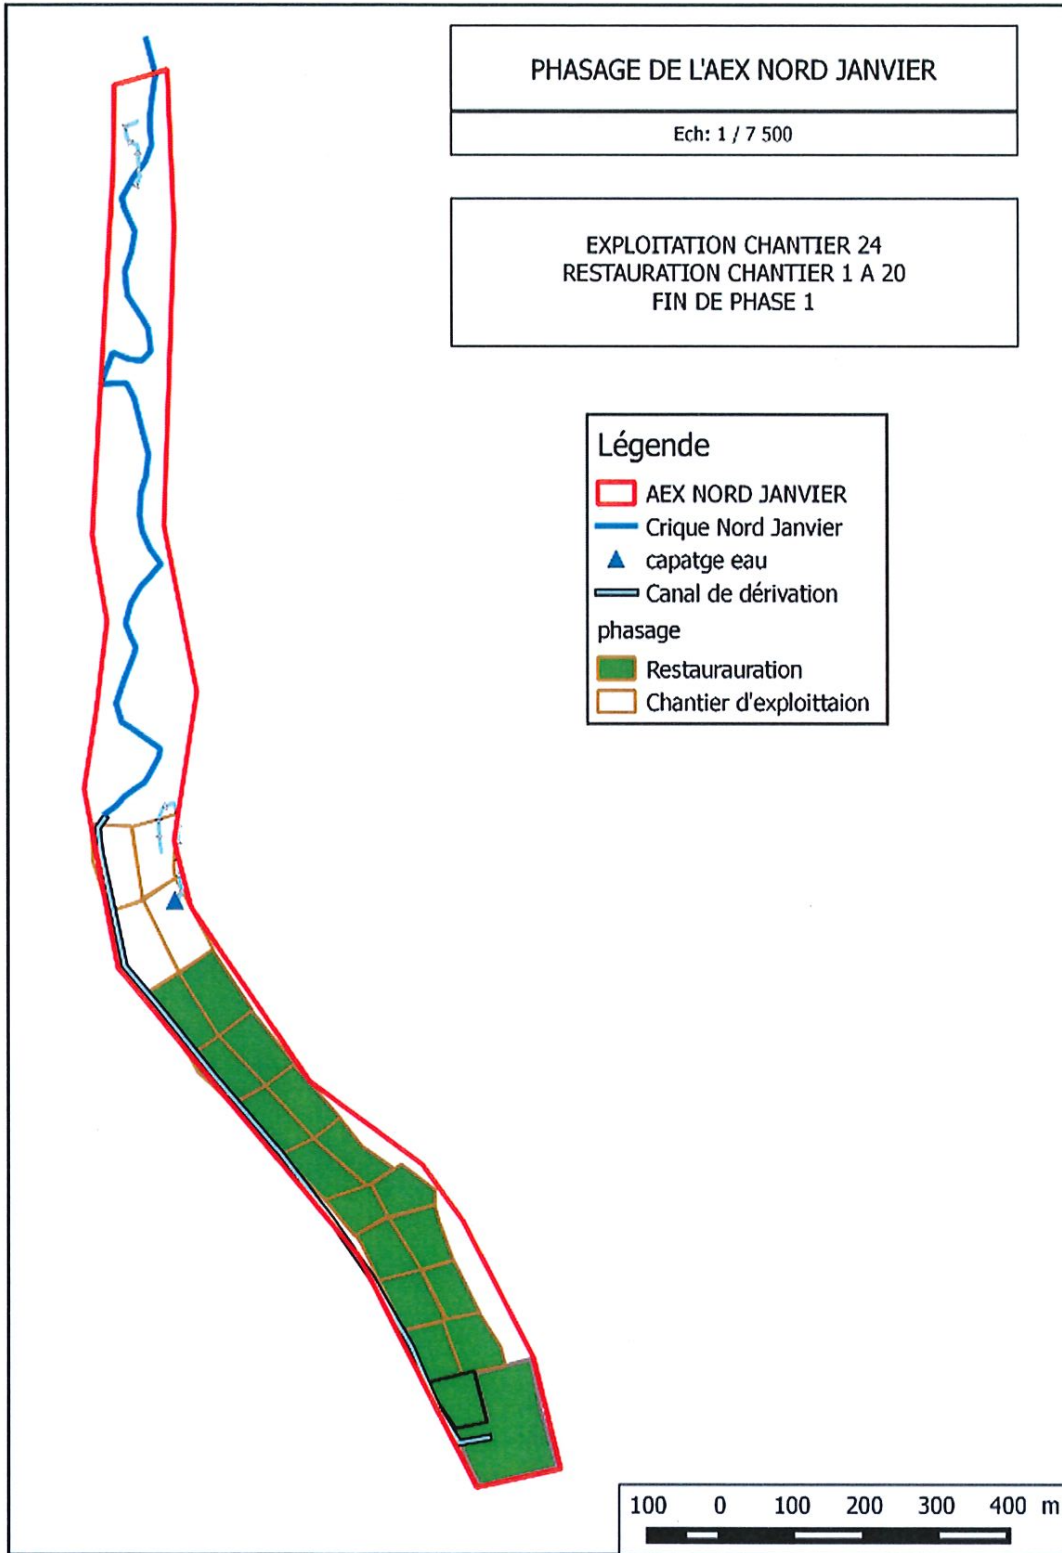 PHASAGE DE L'AEX NORD JANVIER
Ech: 1 / 7 500
EXPLOITATION CHANTIER 24
RESTAURATION CHANTIER 1 A 20
FIN DE PHASE 1
Légende
AEX NORD JANVIER
Crique Nord Janvier
capatge eau
Canal de dérivation
phasage
Restaurauration
Chantier d'exploittaion
100 0 100 200 300 400 m